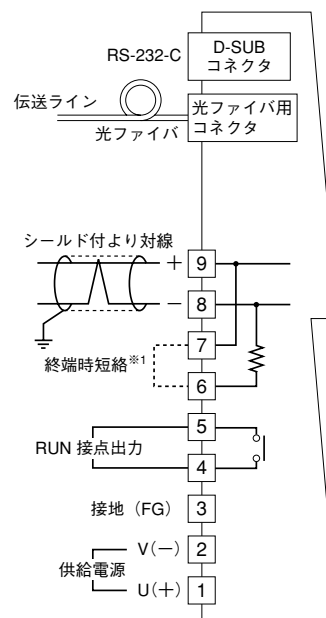 RS-232-C
D-SUB
コネクタ
伝送ライン
光ファイバ
光ファイバ用
コネクタ
シールド付より対線
+ 9
− 8
7
終端時短絡※1
6
5
RUN 接点出力
4
接地（FG） 3
V(−) 2
供給電源
U(+) 1